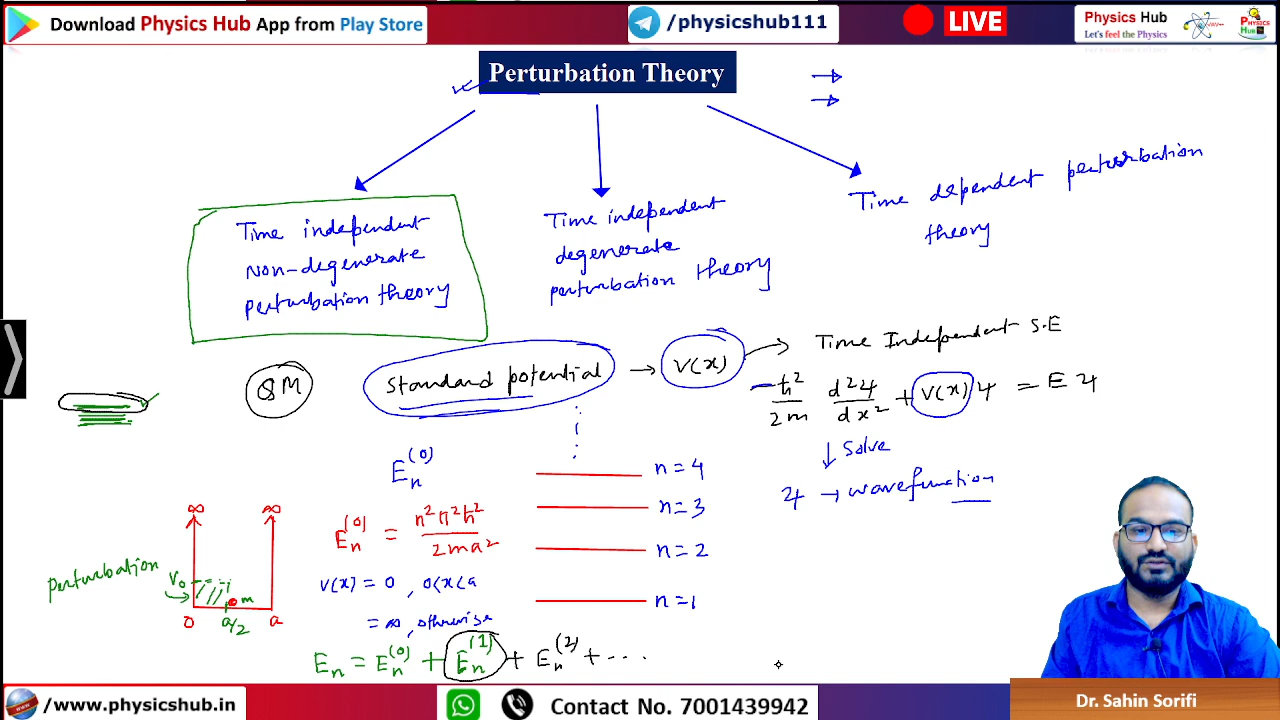 Download Physics Hub App from Play Store
/physicshub111
LIVE
Physics Hub
Let's feel the Physics
PHYSICS HUB
Perturbation Theory
Time independent
non-degenerate
perturbation theory
Time independent
degenerate
perturbation theory
Time dependent perturbation
theory
QM
Standard potential → V(x) → Time Independent S.E
-ħ²/2m d²ψ/dx² + V(x) ψ = E ψ
↓ Solve
ψ → wavefunction
E_n^(0)
n=4
n=3
n=2
n=1
E_n^(0) = n²π²ħ²/2ma²
V(x) = 0 , 0<x<a
= ∞, otherwise
∞ ∞
Perturbation
V₀
m
0 a/2 a
E_n = E_n^(0) + E_n^(1) + E_n^(2) + ...
/www.physicshub.in
Contact No. 7001439942
Dr. Sahin Sorifi